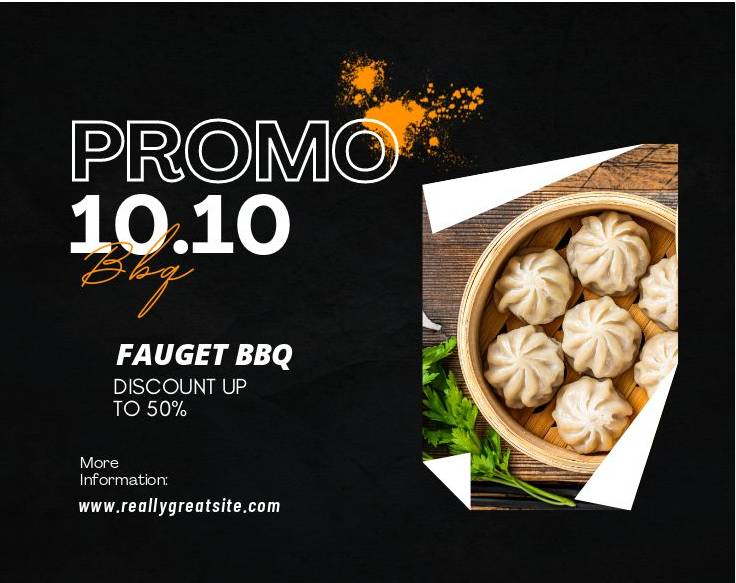 PROMO
10.10
Bbq
FAUGET BBQ
DISCOUNT UP
TO 50%
More
Information:
www.reallygreatsite.com